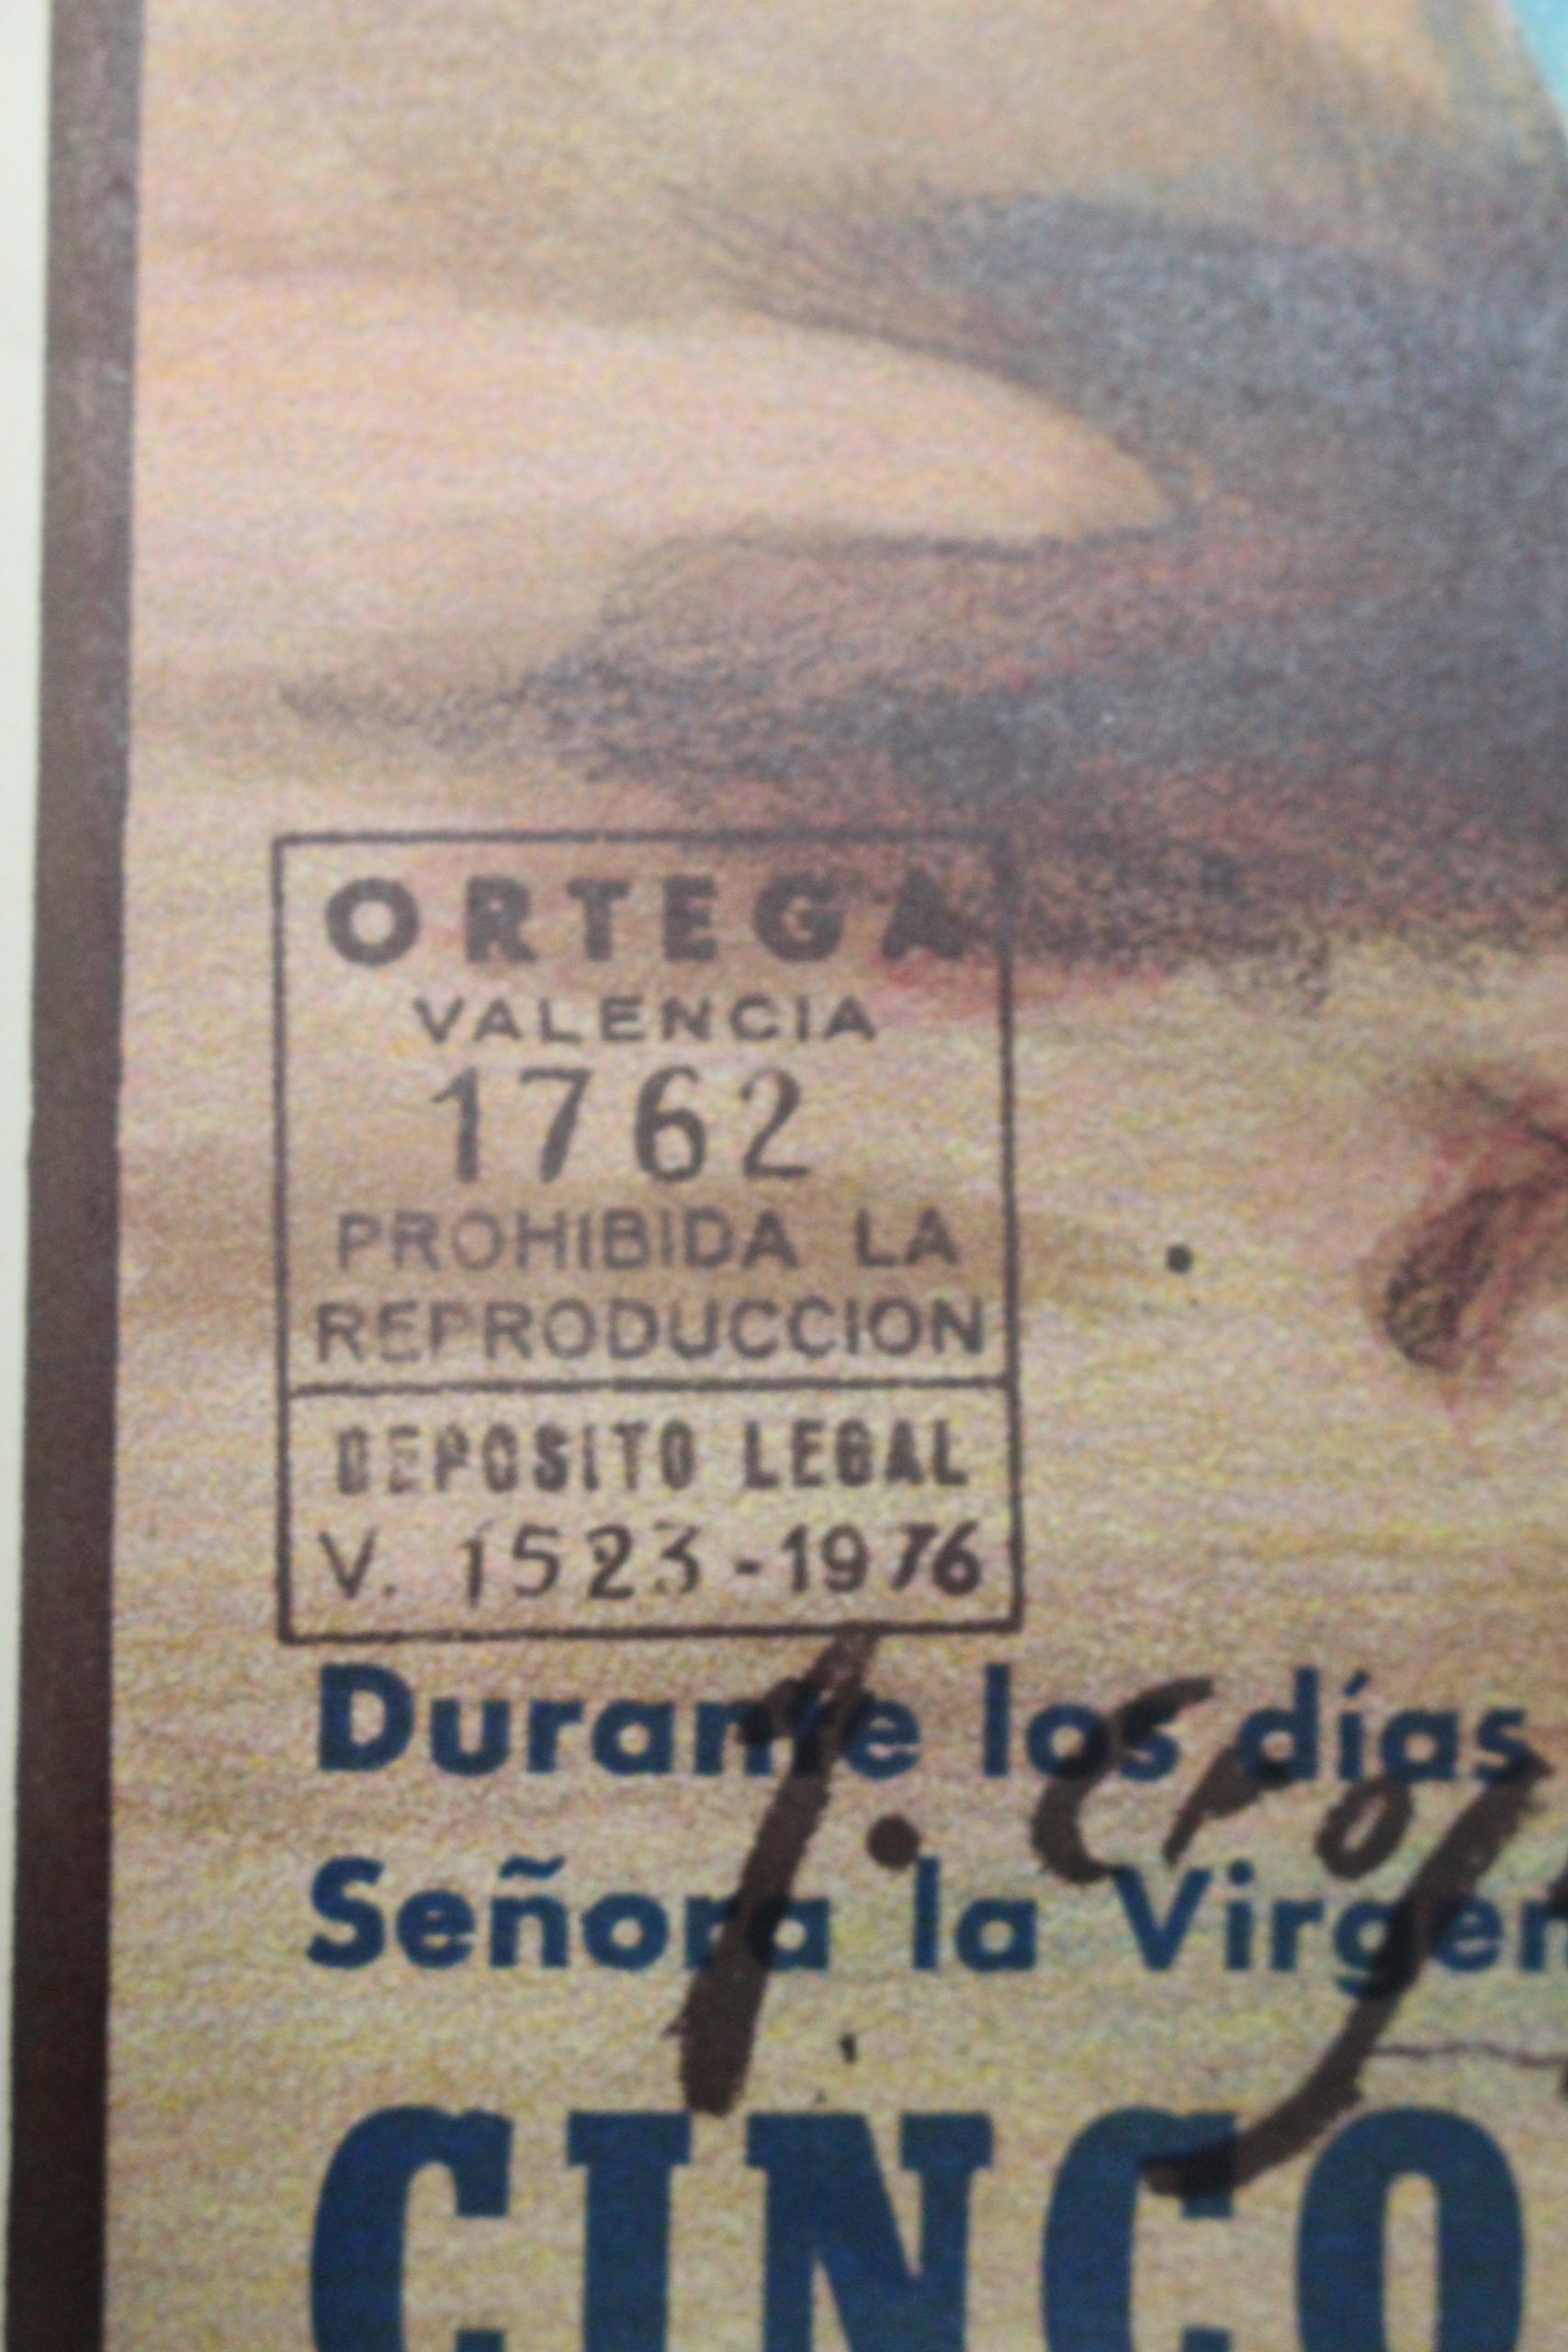 ORTEGA
VALENCIA
1762
PROHIBIDA LA
REPRODUCCION
DEPOSITO LEGAL
V. 1523-1976
Durante los días
Señora la Virgen
CINCO